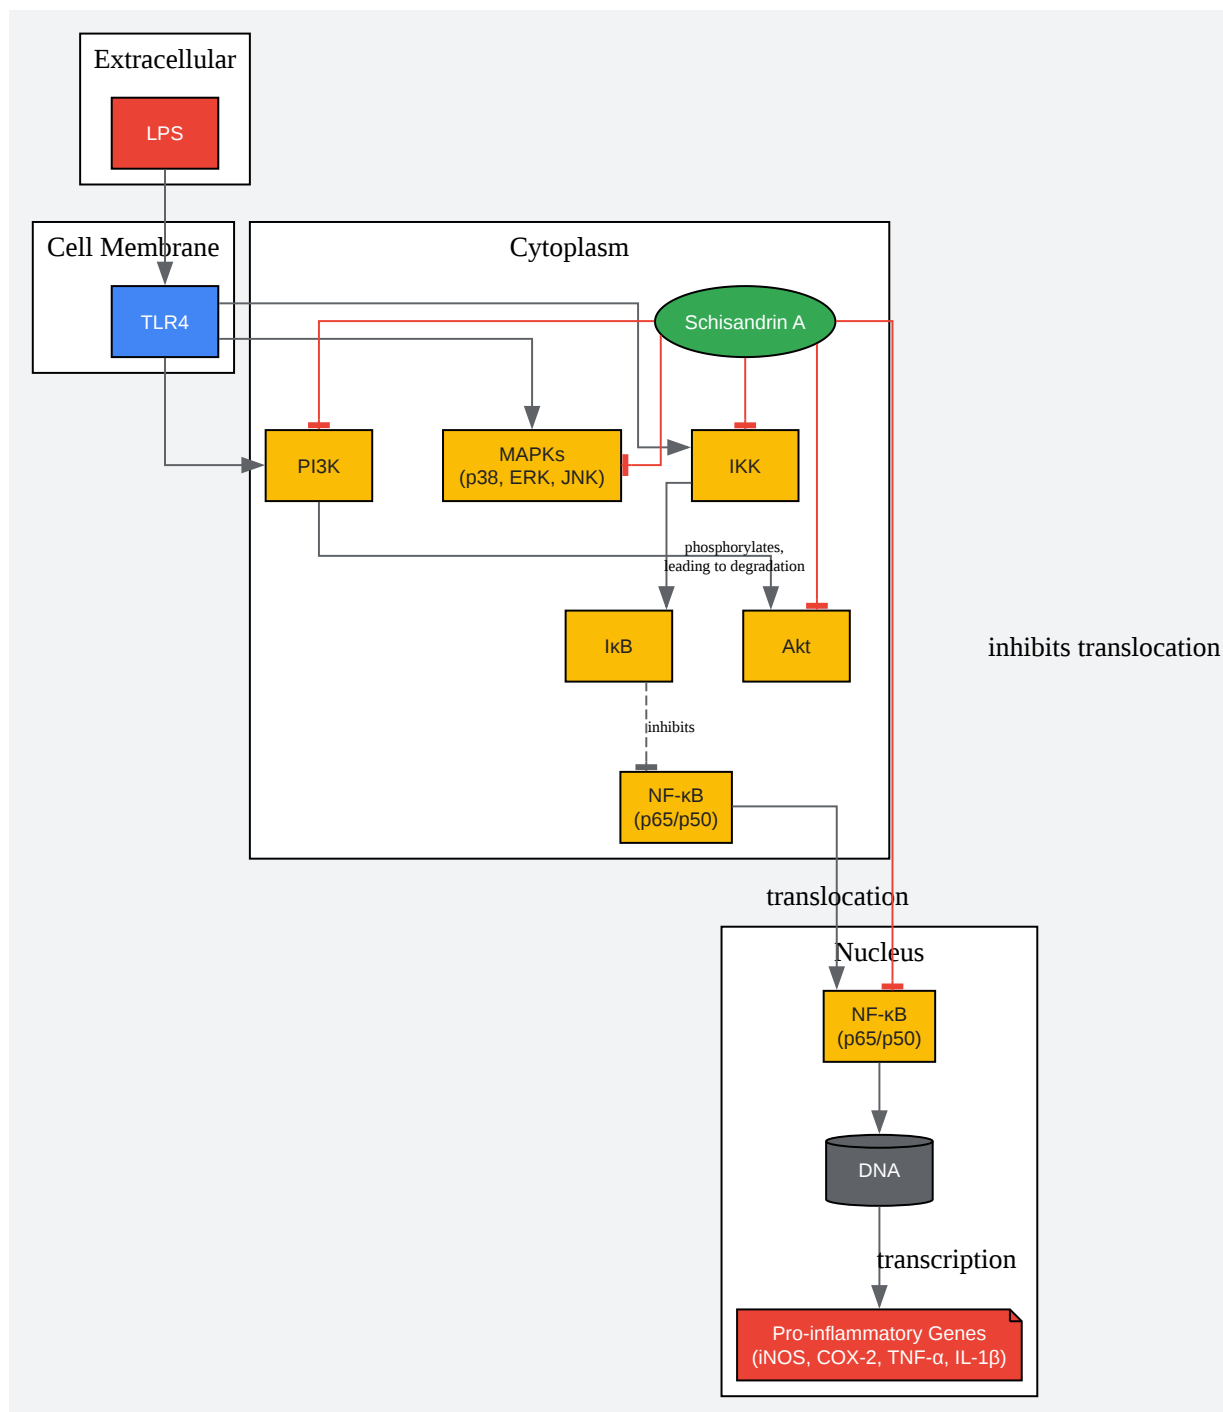 Extracellular
LPS
Cell Membrane
Cytoplasm
TLR4
Schisandrin A
PI3K
MAPKs
(p38, ERK, JNK)
IKK
phosphorylates,
leading to degradation
IκB
Akt
inhibits translocation
inhibits
NF-κB
(p65/p50)
translocation
Nucleus
NF-κB
(p65/p50)
DNA
transcription
Pro-inflammatory Genes
(iNOS, COX-2, TNF-α, IL-1β)